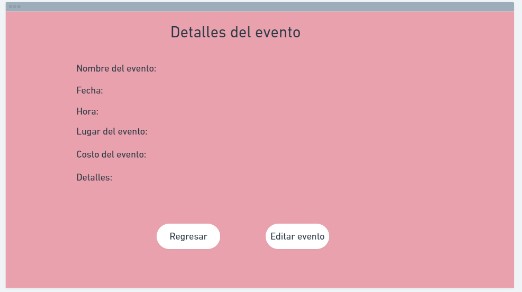 Detalles del evento
Nombre del evento:
Fecha:
Hora:
Lugar del evento:
Costo del evento:
Detalles:
Regresar
Editar evento